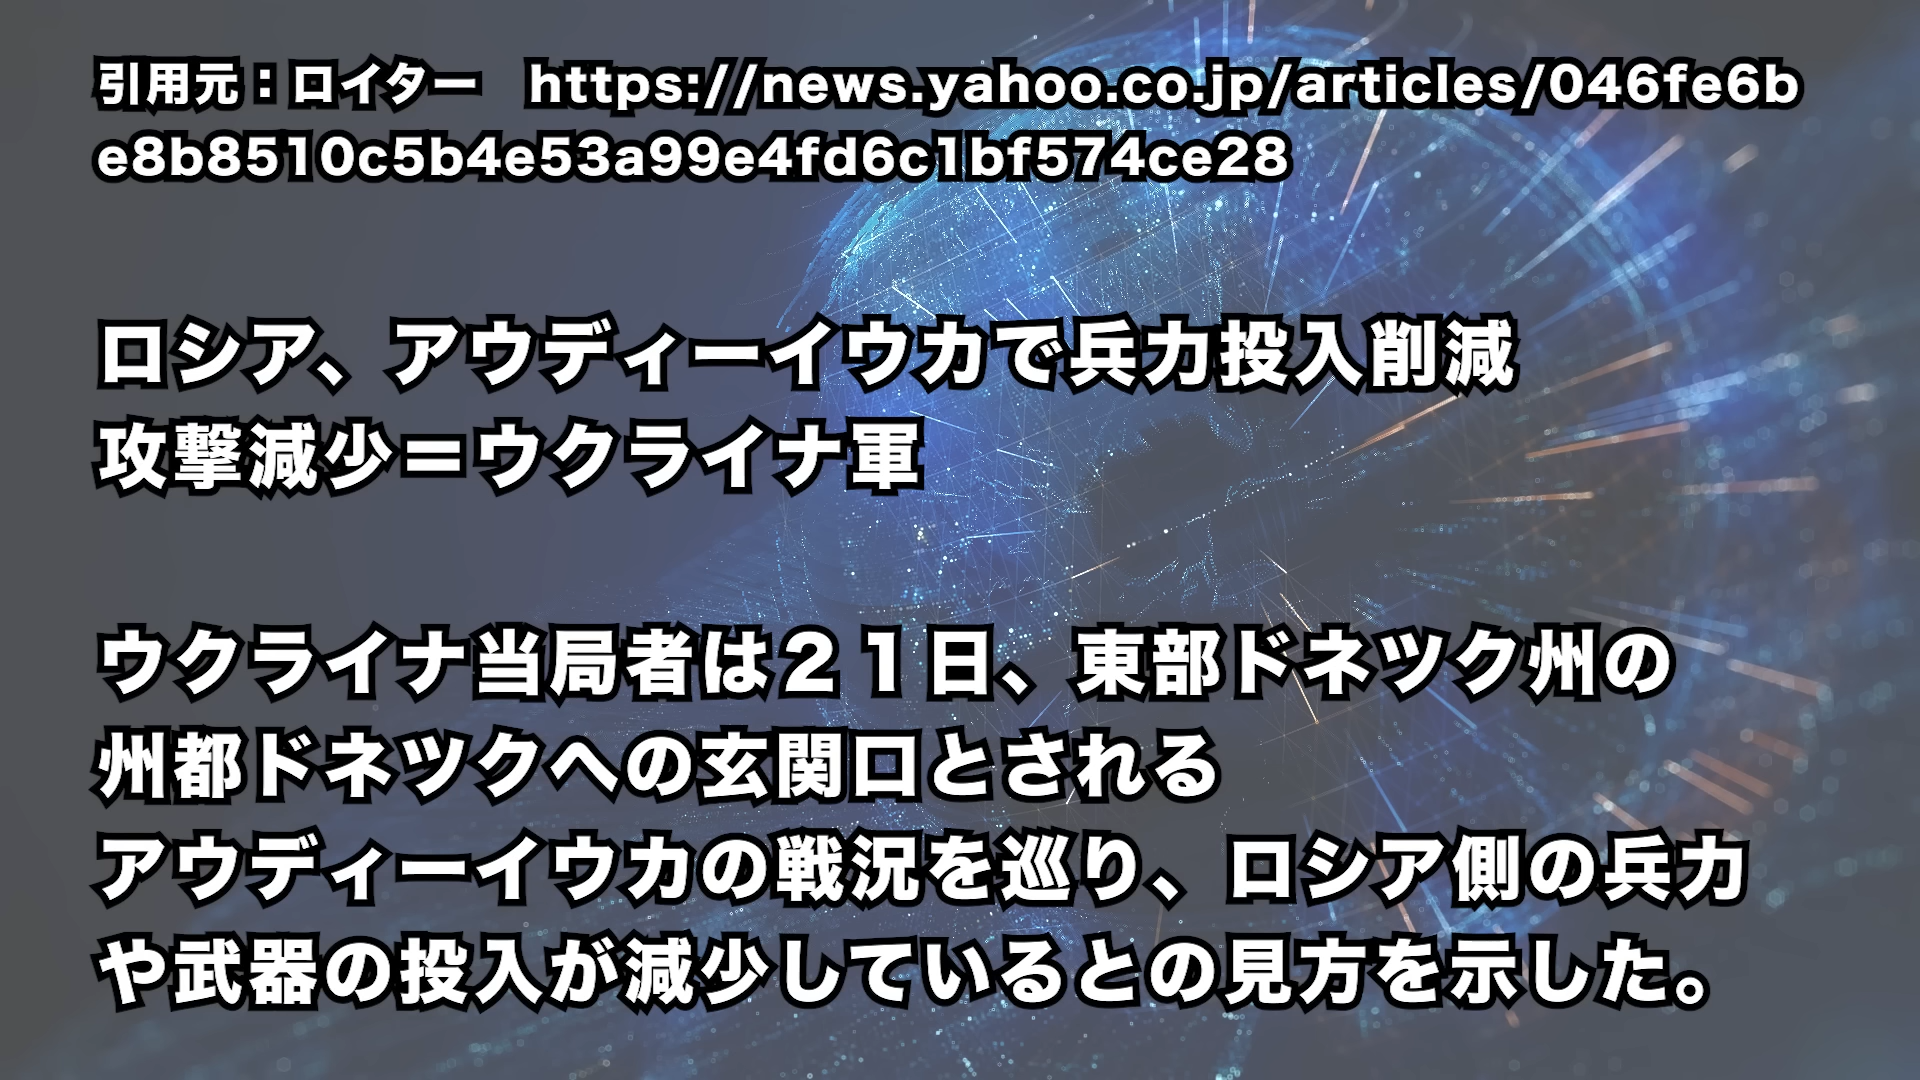 引用元：ロイター　https://news.yahoo.co.jp/articles/046fe6b
e8b8510c5b4e53a99e4fd6c1bf574ce28
ロシア、アウディーイウカで兵力投入削減
攻撃減少＝ウクライナ軍
ウクライナ当局者は２１日、東部ドネツク州の
州都ドネツクへの玄関口とされる
アウディーイウカの戦況を巡り、ロシア側の兵力
や武器の投入が減少しているとの見方を示した。